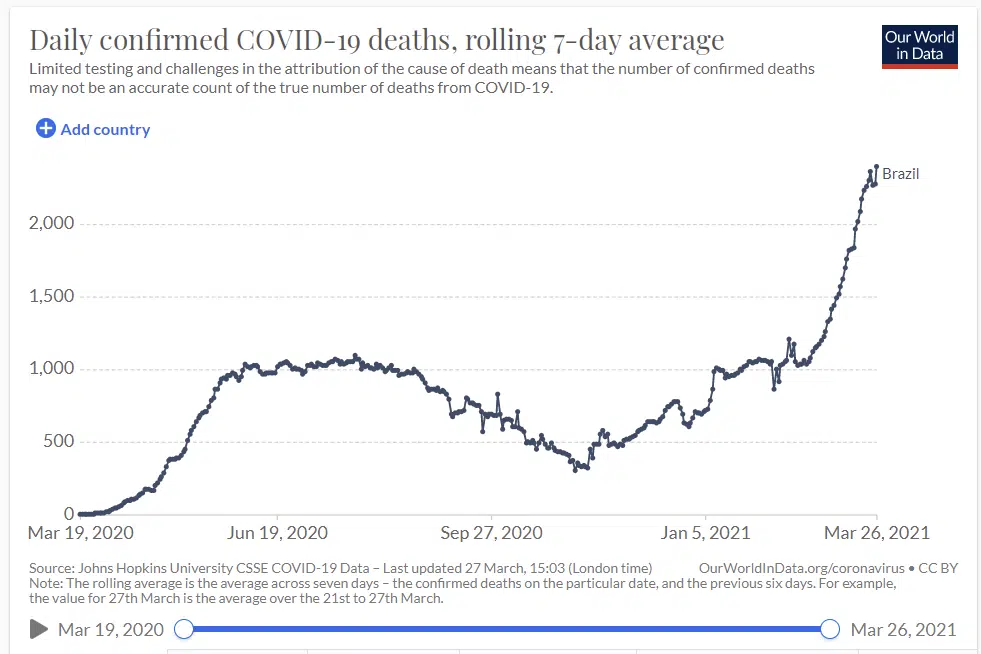 Daily confirmed COVID-19 deaths, rolling 7-day average
Our World
in Data
Limited testing and challenges in the attribution of the cause of death means that the number of confirmed deaths
may not be an accurate count of the true number of deaths from COVID-19.
Add country
Brazil
2,000
1,500
1,000
500
0
Mar 19, 2020 Jun 19, 2020 Sep 27, 2020 Jan 5, 2021 Mar 26, 2021
Source: Johns Hopkins University CSSE COVID-19 Data – Last updated 27 March, 15:03 (London time) OurWorldInData.org/coronavirus • CC BY
Note: The rolling average is the average across seven days – the confirmed deaths on the particular date, and the previous six days. For example,
the value for 27th March is the average over the 21st to 27th March.
Mar 19, 2020 Mar 26, 2021